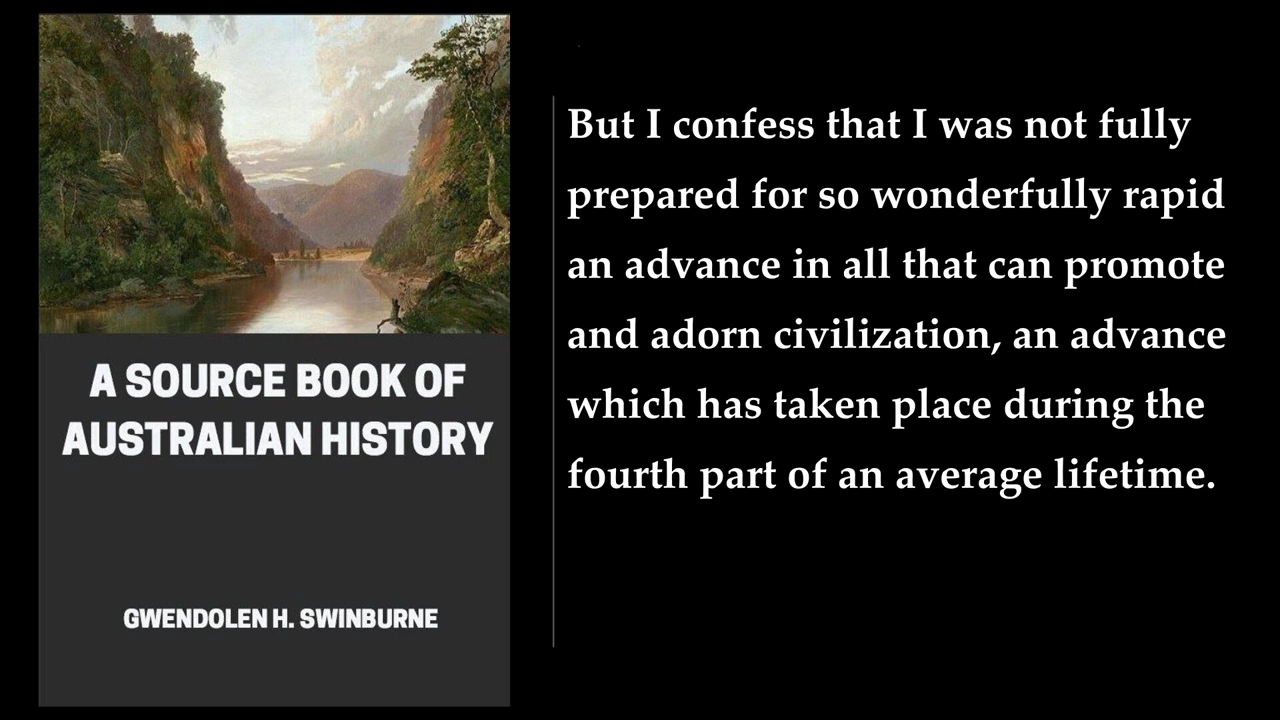 A SOURCE BOOK OF
AUSTRALIAN HISTORY
GWENDOLEN H. SWINBURNE
But I confess that I was not fully
prepared for so wonderfully rapid
an advance in all that can promote
and adorn civilization, an advance
which has taken place during the
fourth part of an average lifetime.